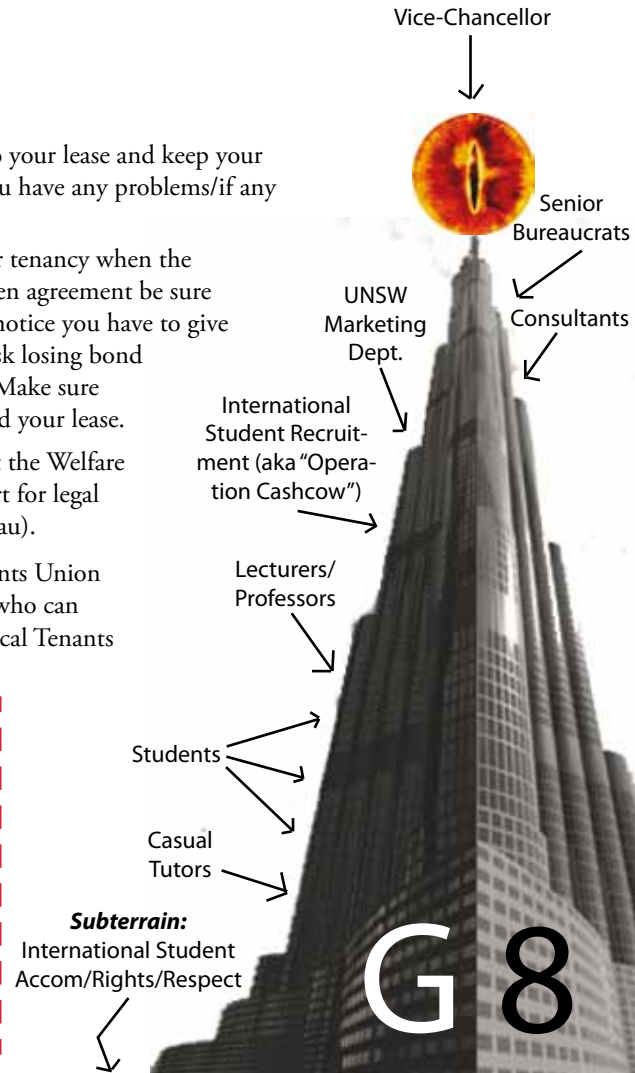 Vice-Chancellor
o your lease and keep your
u have any problems/if any
r tenancy when the
en agreement be sure
notice you have to give
sk losing bond
Make sure
d your lease.
t the Welfare
rt for legal
au).
nts Union
who can
cal Tenants
Senior
Bureaucrats
Consultants
UNSW
Marketing
Dept.
International
Student Recruit-
ment (aka “Opera-
tion Cashcow”)
Lecturers/
Professors
Students
Casual
Tutors
Subterrain:
International Student
Accom/Rights/Respect
G 8